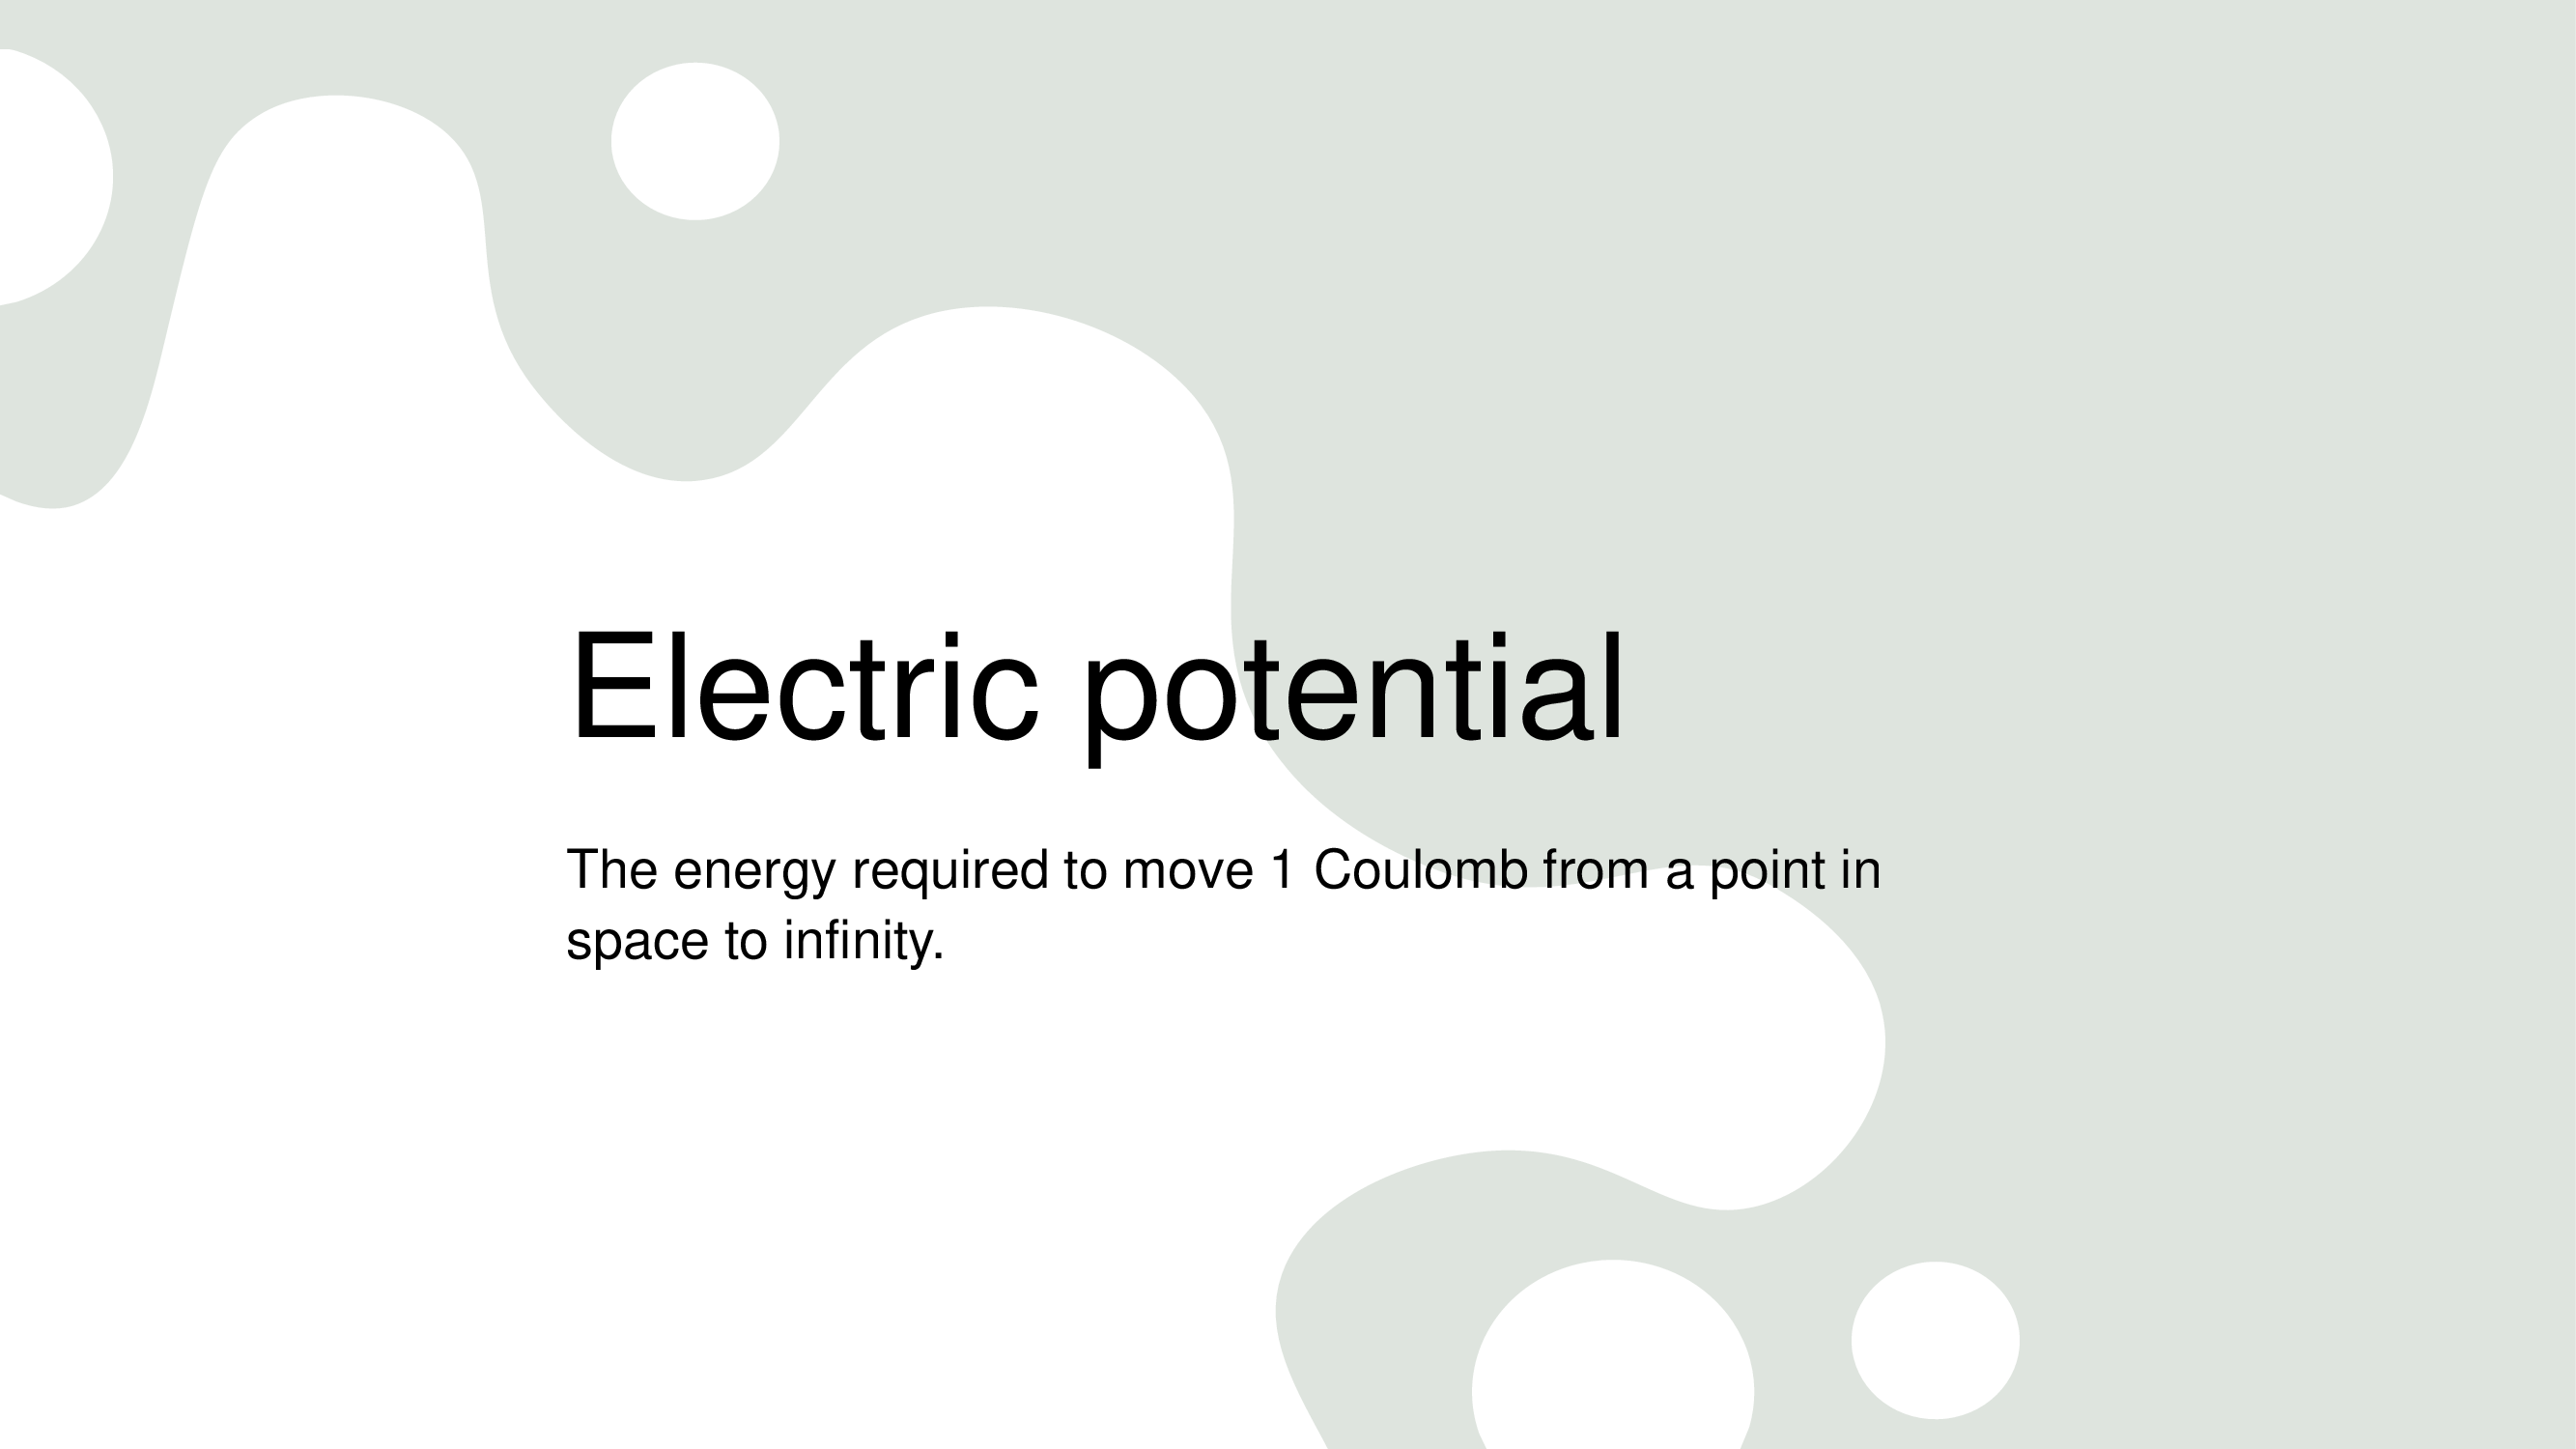 Electric potential
The energy required to move 1 Coulomb from a point in
space to infinity.